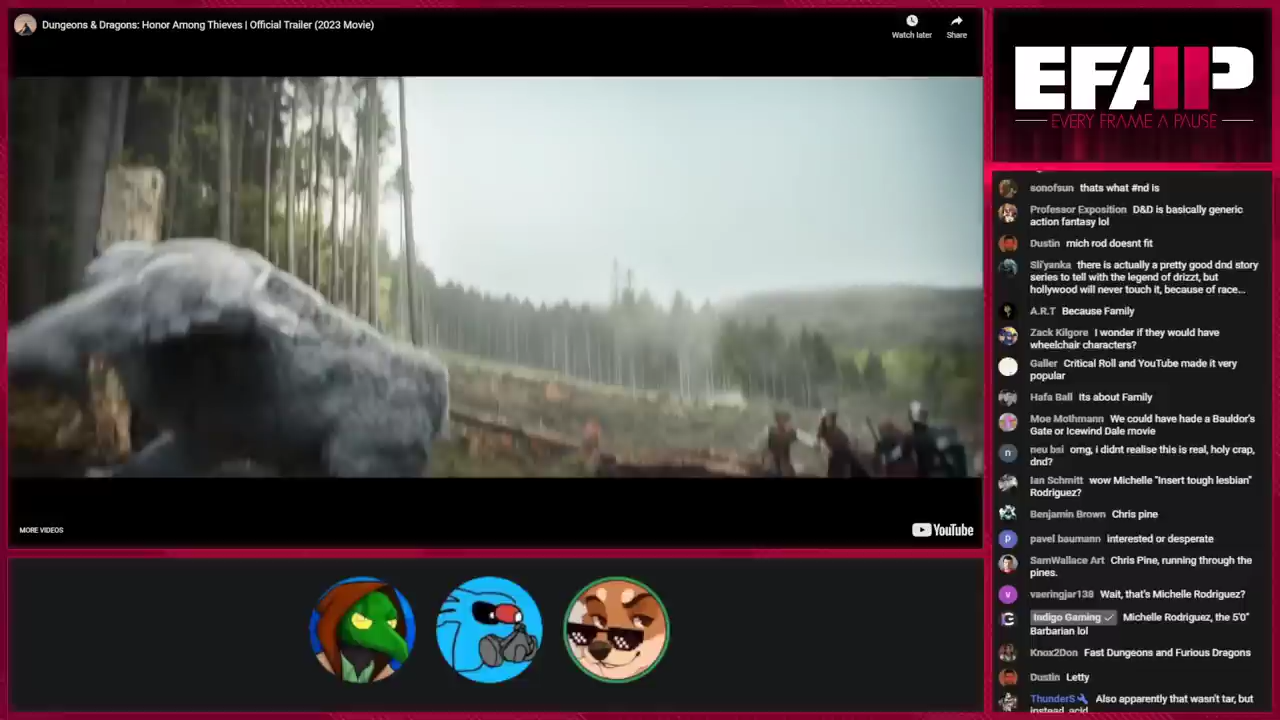 Dungeons & Dragons: Honor Among Thieves | Official Trailer (2023 Movie)
Watch later
Share
MORE VIDEOS
YouTube
EFAP
EVERY FRAME A PAUSE
sonofsun thats what #nd is
Professor Exposition D&D is basically generic
action fantasy lol
Dustin mich rod doesnt fit
Sli'yanka there is actually a pretty good dnd story
series to tell with the legend of drizzt, but
hollywood will never touch it, because of race...
A.R.T Because Family
Zack Kilgore I wonder if they would have
wheelchair characters?
Galler Critical Roll and YouTube made it very
popular
Hafa Ball Its about Family
Moe Mothmann We could have hade a Bauldor's
Gate or Icewind Dale movie
neu bsi omg, i didnt realise this is real, holy crap,
dnd?
Ian Schmitt wow Michelle "Insert tough lesbian"
Rodriguez?
Benjamin Brown Chris pine
p
pavel baumann interested or desperate
SamWallace Art Chris Pine, running through the
pines.
v
vaeringjar138 Wait, that's Michelle Rodriguez?
Indigo Gaming Michelle Rodriguez, the 5'0"
Barbarian lol
Knox2Don Fast Dungeons and Furious Dragons
Dustin Letty
ThunderS Also apparently that wasn't tar, but
instead, acid